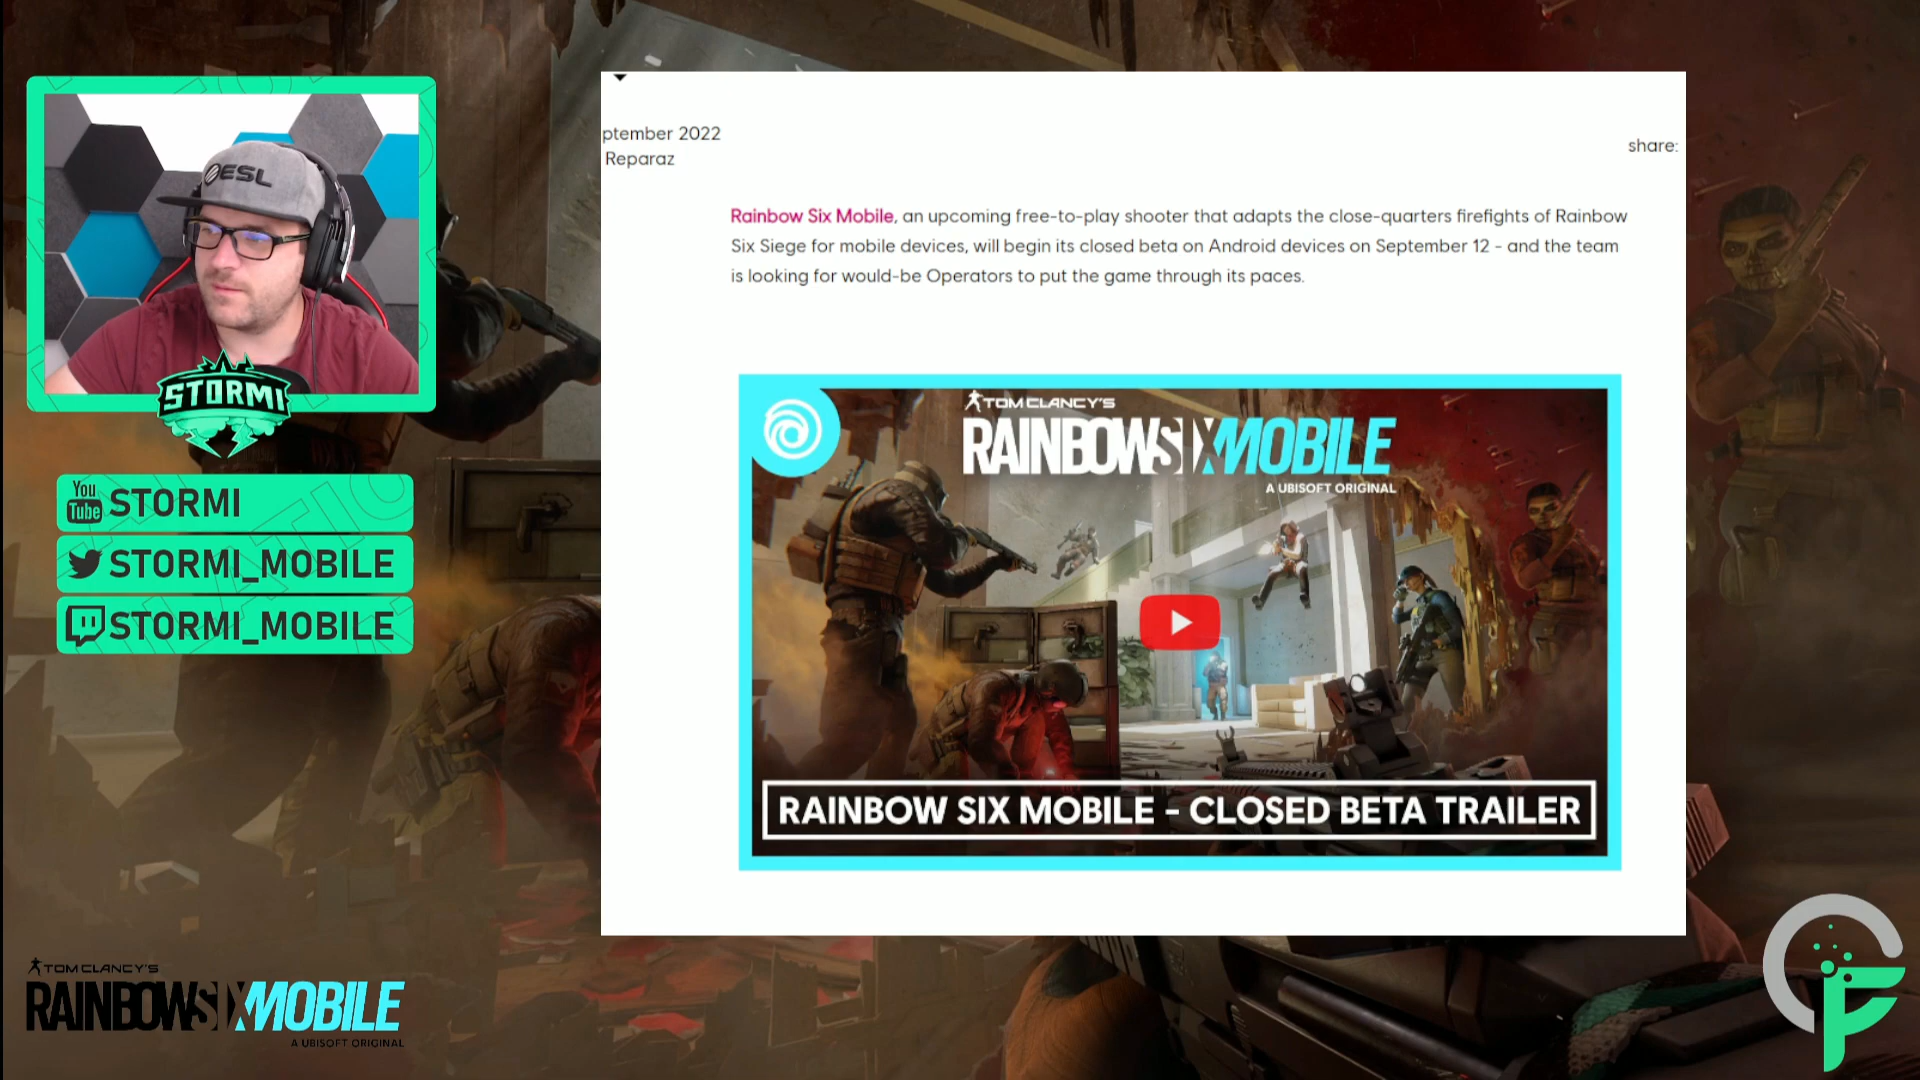 ESL
STORMI
You
Tube
STORMI
STORMI_MOBILE
STORMI_MOBILE
TOM CLANCY'S
RAINBOW SIX MOBILE
A UBISOFT ORIGINAL
ptember 2022
Reparaz
share:
Rainbow Six Mobile, an upcoming free-to-play shooter that adapts the close-quarters firefights of Rainbow
Six Siege for mobile devices, will begin its closed beta on Android devices on September 12 - and the team
is looking for would-be Operators to put the game through its paces.
TOM CLANCY'S
RAINBOW SIX MOBILE
A UBISOFT ORIGINAL
RAINBOW SIX MOBILE - CLOSED BETA TRAILER